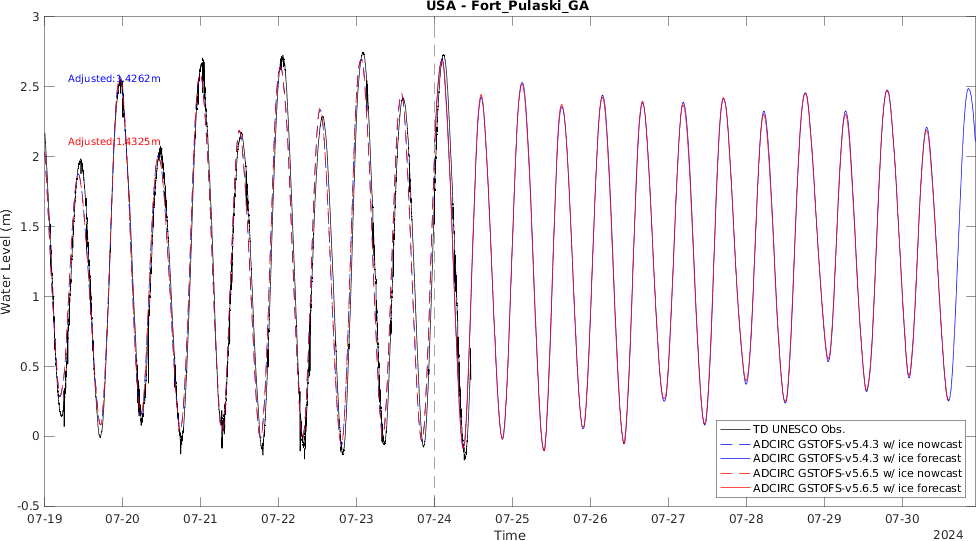 USA - Fort_Pulaski_GA
3
2.5
2
1.5
1
0.5
0
-0.5
Water Level (m)
Adjusted:1.4262m
Adjusted:1.4325m
TD UNESCO Obs.
ADCIRC GSTOFS-v5.4.3 w/ ice nowcast
ADCIRC GSTOFS-v5.4.3 w/ ice forecast
ADCIRC GSTOFS-v5.6.5 w/ ice nowcast
ADCIRC GSTOFS-v5.6.5 w/ ice forecast
07-19 07-20 07-21 07-22 07-23 07-24 07-25 07-26 07-27 07-28 07-29 07-30
Time
2024